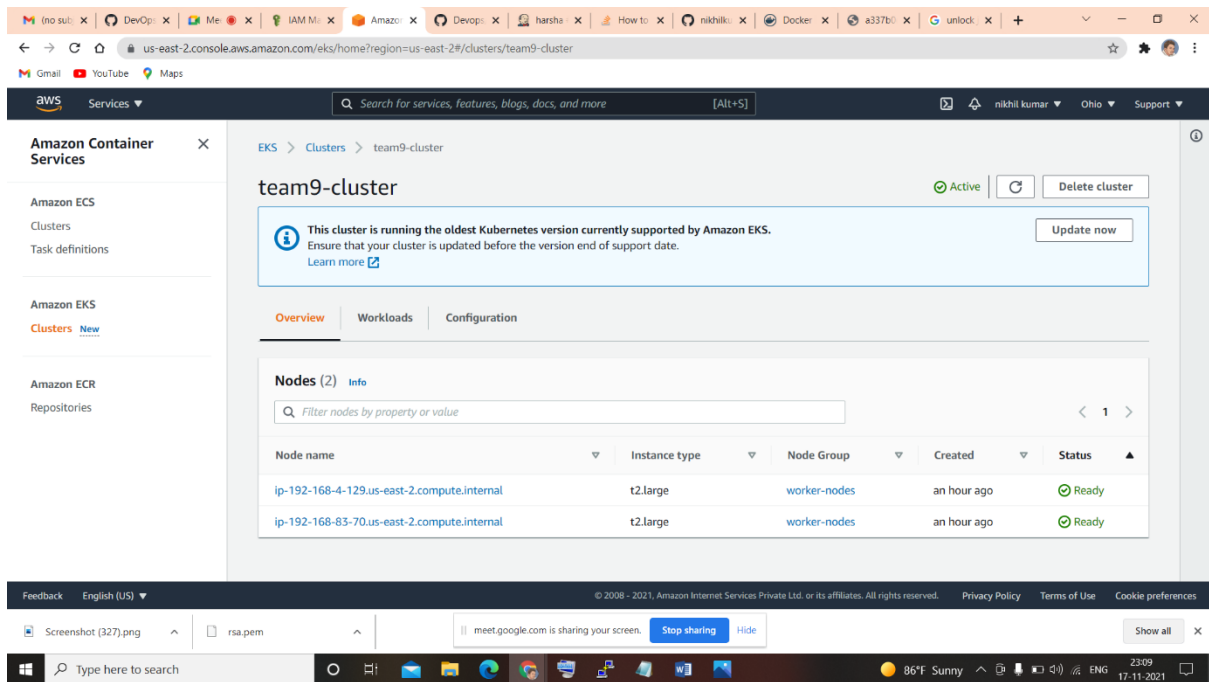 (no sub
DevOp
Me
IAM M
Amazor
Devops
harsha
How to
nikhilku
Docker
a337b
unlock
us-east-2.console.aws.amazon.com/eks/home?region=us-east-2#/clusters/team9-cluster
Gmail YouTube Maps
aws Services Search for services, features, blogs, docs, and more [Alt+S] nikhil kumar Ohio Support
Amazon Container Services
Amazon ECS
Clusters
Task definitions
Amazon EKS
Clusters New
Amazon ECR
Repositories
EKS > Clusters > team9-cluster
team9-cluster
Active Delete cluster
This cluster is running the oldest Kubernetes version currently supported by Amazon EKS.
Ensure that your cluster is updated before the version end of support date.
Learn more
Update now
Overview Workloads Configuration
Nodes (2) Info
Filter nodes by property or value
< 1 >
Node name Instance type Node Group Created Status
ip-192-168-4-129.us-east-2.compute.internal t2.large worker-nodes an hour ago Ready
ip-192-168-83-70.us-east-2.compute.internal t2.large worker-nodes an hour ago Ready
Feedback English (US) © 2008 - 2021, Amazon Internet Services Private Ltd. or its affiliates. All rights reserved. Privacy Policy Terms of Use Cookie preferences
Screenshot (327).png rsa.pem meet.google.com is sharing your screen. Stop sharing Hide Show all
Type here to search 86°F Sunny ENG 23:09
17-11-2021